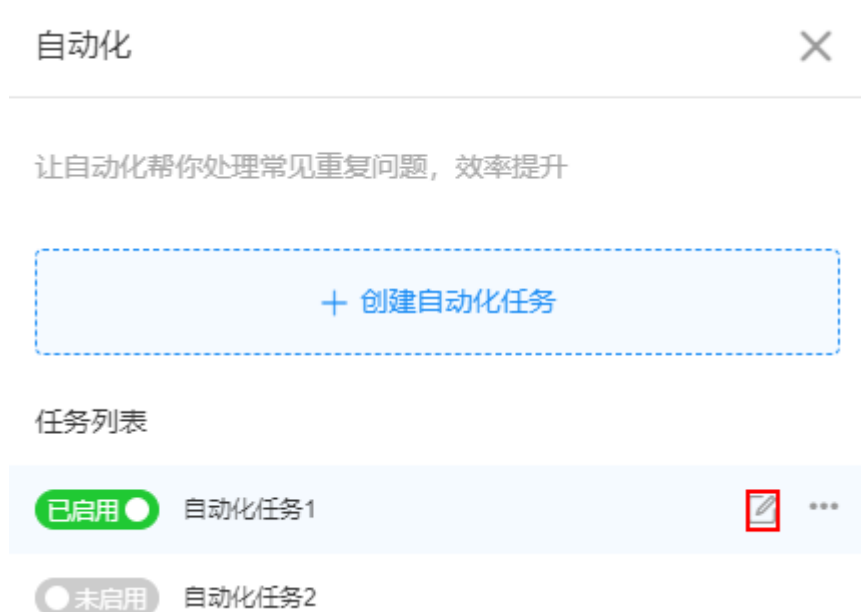 自动化
让自动化帮你处理常见重复问题，效率提升
＋ 创建自动化任务
任务列表
已启用 自动化任务1
未启用 自动化任务2